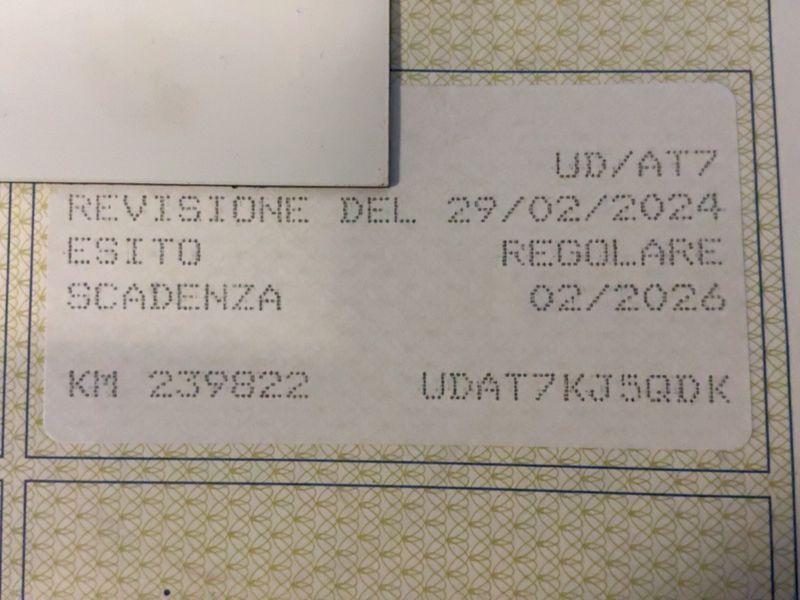 UD/AT7
REVISIONE DEL 29/02/2024
ESITO REGOLARE
SCADENZA 02/2026
KM 239822 UDAT7KJ5QDK